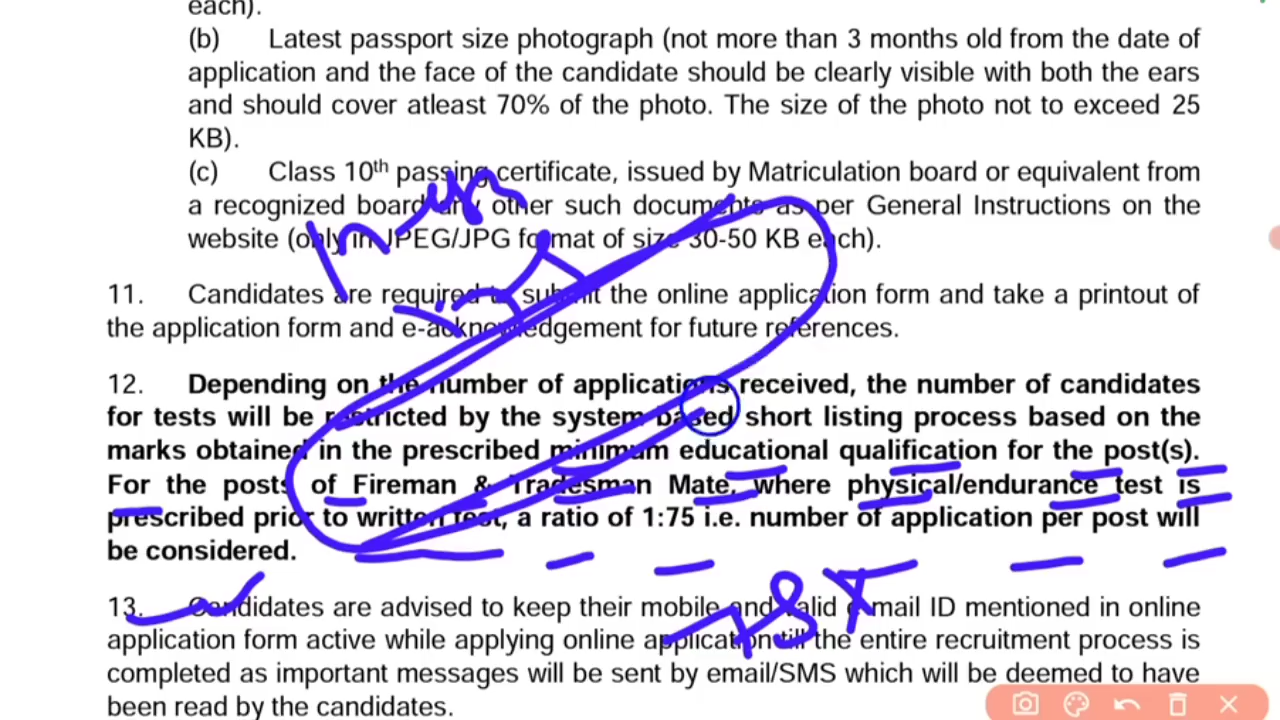 each).
(b) Latest passport size photograph (not more than 3 months old from the date of
application and the face of the candidate should be clearly visible with both the ears
and should cover atleast 70% of the photo. The size of the photo not to exceed 25
KB).
(c) Class 10th passing certificate, issued by Matriculation board or equivalent from
a recognized board any other such documents as per General Instructions on the
website (only in JPEG/JPG format of size 30-50 KB each).
11. Candidates are required to submit the online application form and take a printout of
the application form and e-acknowledgement for future references.
12. Depending on the number of applications received, the number of candidates
for tests will be restricted by the system based short listing process based on the
marks obtained in the prescribed minimum educational qualification for the post(s).
For the posts of Fireman & Tradesman Mate, where physical/endurance test is
prescribed prior to written test, a ratio of 1:75 i.e. number of application per post will
be considered.
13. Candidates are advised to keep their mobile and valid e-mail ID mentioned in online
application form active while applying online application till the entire recruitment process is
completed as important messages will be sent by email/SMS which will be deemed to have
been read by the candidates.